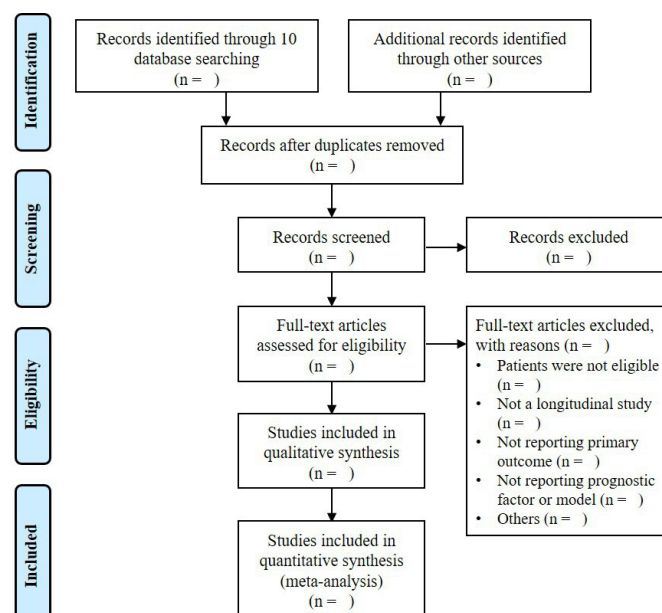 Identification
Records identified through 10
database searching
(n =   )
Additional records identified
through other sources
(n =   )
Records after duplicates removed
(n =   )
Screening
Records screened
(n =   )
Records excluded
(n =   )
Eligibility
Full-text articles
assessed for eligibility
(n =   )
Full-text articles excluded,
with reasons (n =   )
• Patients were not eligible
(n =   )
• Not a longitudinal study
(n =   )
• Not reporting primary
outcome (n =   )
• Not reporting prognostic
factor or model (n =   )
• Others (n =   )
Studies included in
qualitative synthesis
(n =   )
Included
Studies included in
quantitative synthesis
(meta-analysis)
(n =   )